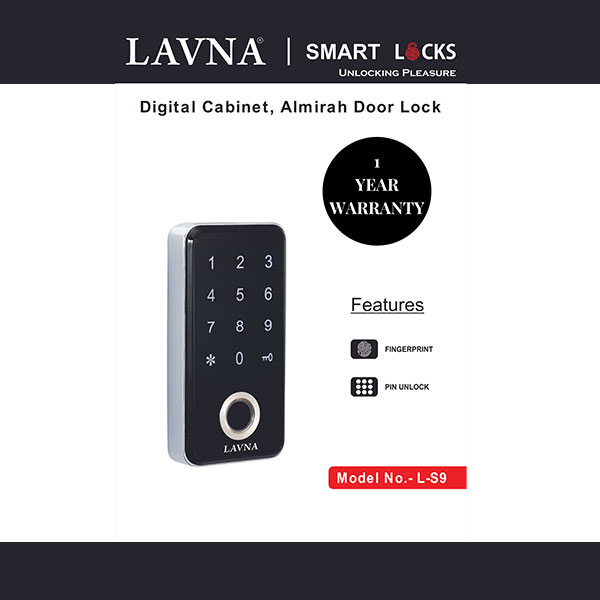 LAVNA® | SMART LOCKS
UNLOCKING PLEASURE
Digital Cabinet, Almirah Door Lock
1
YEAR
WARRANTY
1 2 3
4 5 6
7 8 9
* 0
LAVNA
Features
FINGERPRINT
PIN UNLOCK
Model No.- L-S9